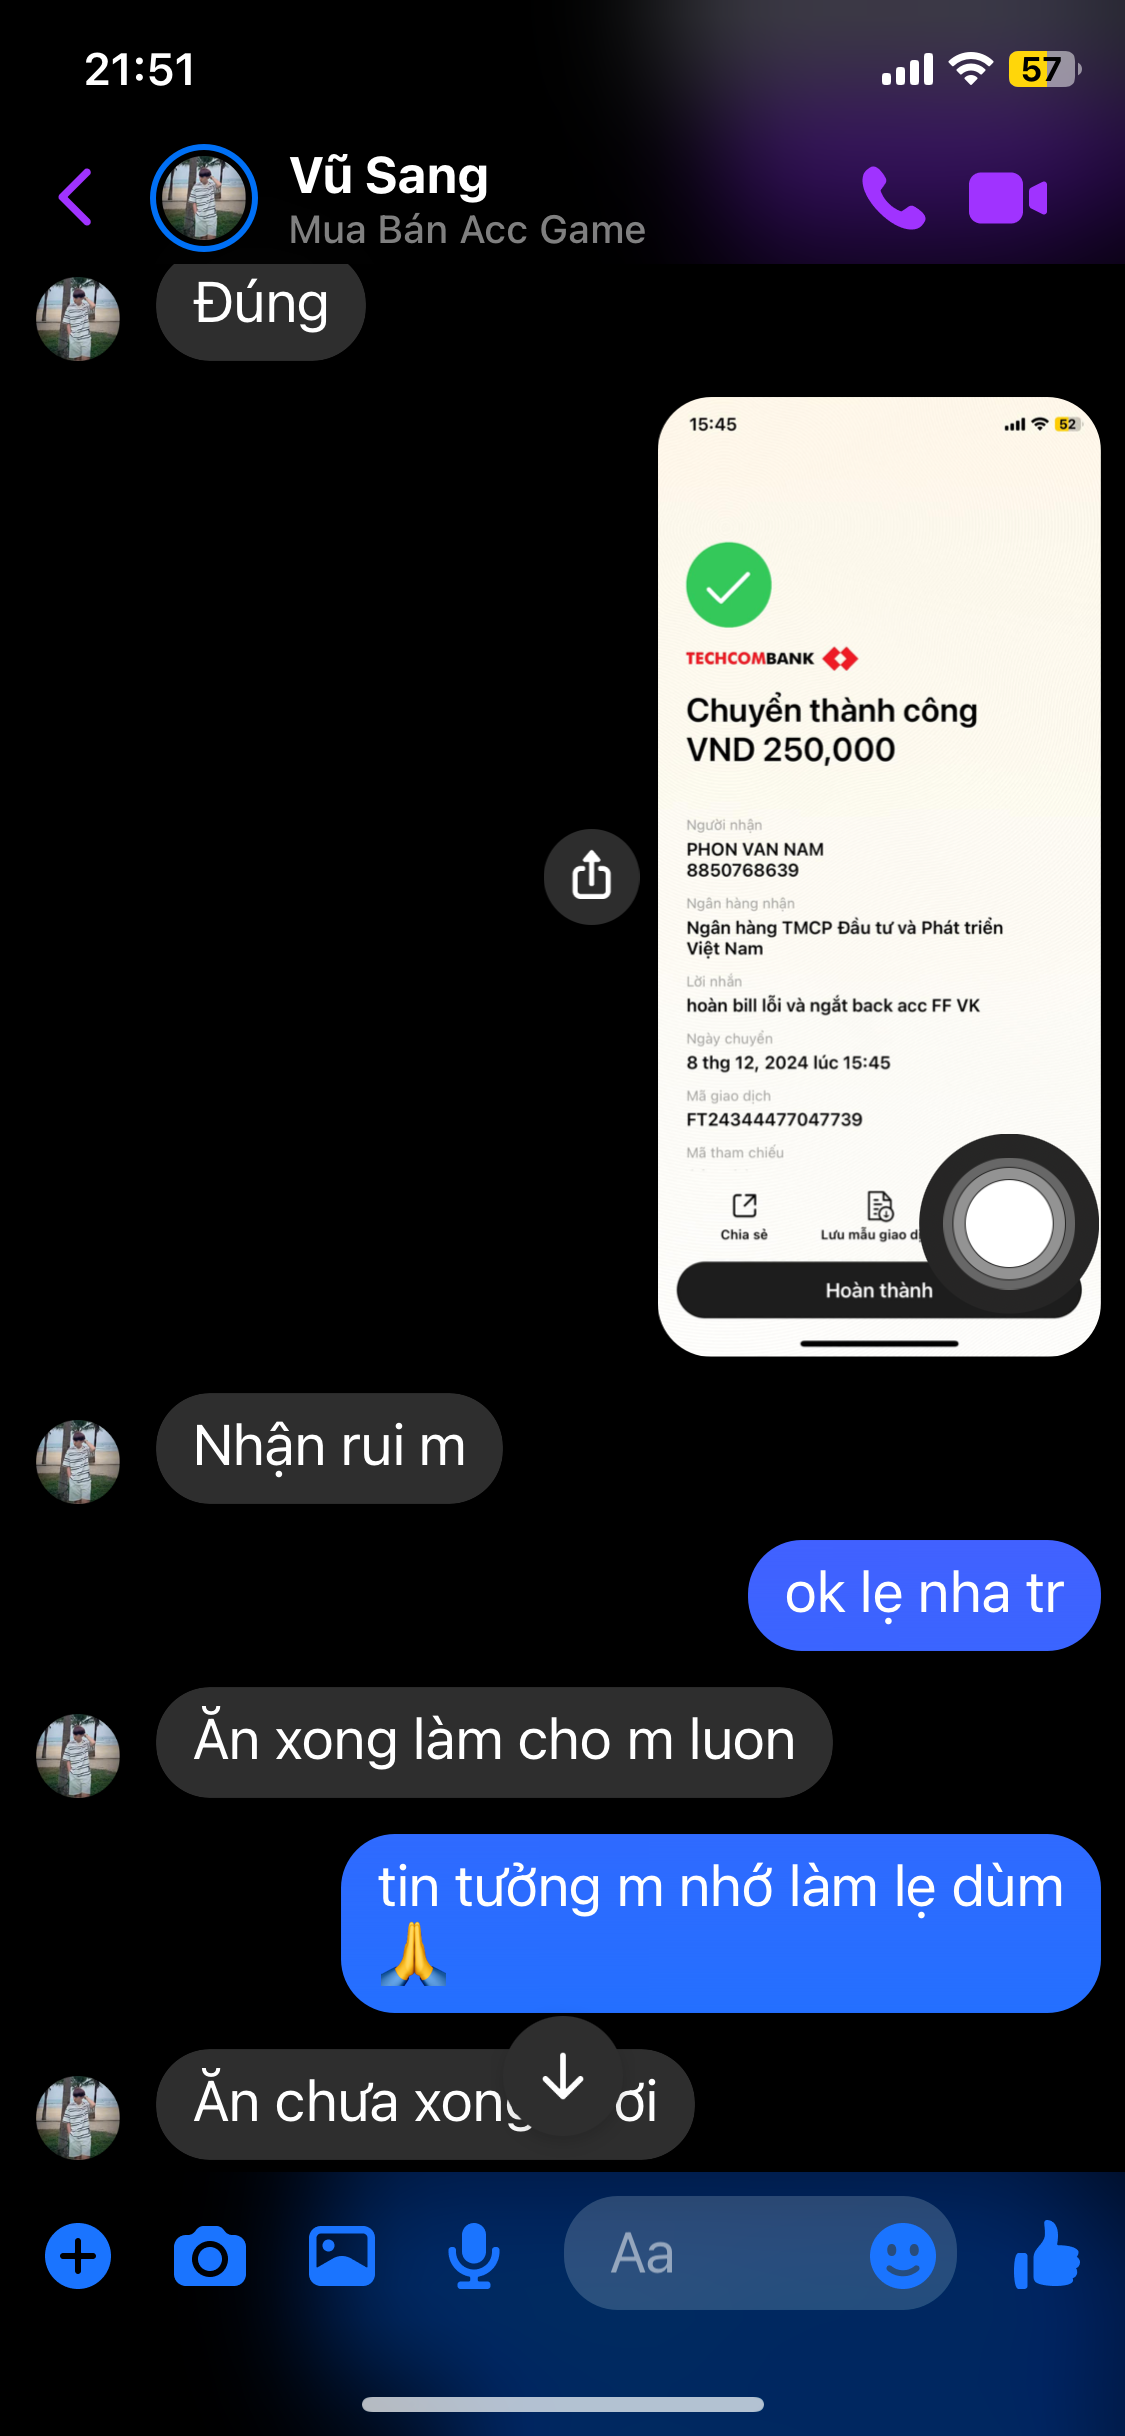 21:51
57
Vũ Sang
Mua Bán Acc Game
Đúng
15:45
52
TECHCOMBANK
Chuyển thành công
VND 250,000
Người nhận
PHON VAN NAM
8850768639
Ngân hàng nhận
Ngân hàng TMCP Đầu tư và Phát triển
Việt Nam
Lời nhắn
hoàn bill lỗi và ngắt back acc FF VK
Ngày chuyển
8 thg 12, 2024 lúc 15:45
Mã giao dịch
FT24344477047739
Mã tham chiếu
Chia sẻ
Lưu mẫu giao
Hoàn thành
Nhận rui m
ok lẹ nha tr
Ăn xong làm cho m luon
tin tưởng m nhớ làm lẹ dùm
🙏
Ăn chưa xong
Aa